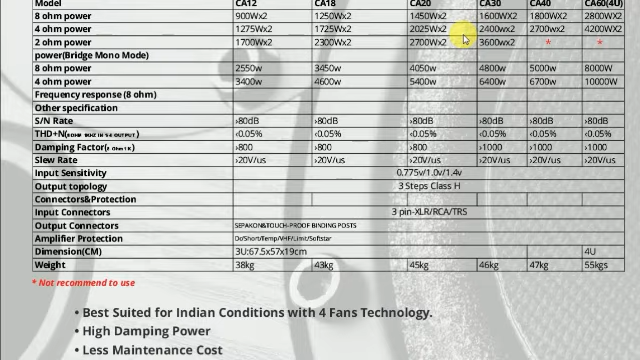 Model CA12 CA18 CA20 CA30 CA40 CA60(4U)
8 ohm power 900Wx2 1250Wx2 1450Wx2 1600WX2 1800WX2 2800WX2
4 ohm power 1275Wx2 1725Wx2 2025Wx2 2400Wx2 2700wx2 4200WX2
2 ohm power 1700Wx2 2300Wx2 2700Wx2 3600wx2 * *
power(Bridge Mono Mode)
8 ohm power 2550w 3450w 4050w 4800w 5000w 8000W
4 ohm power 3400w 4600w 5400w 6400w 6700w 10000W
Frequency response (8 ohm)
Other specification
S/N Rate ›80dB ›80dB ›80dB ›80dB ›80dB ›80dB
THD+N(8OHM 1KHZ IN ‹0.05% ‹0.05% ‹0.05% ‹0.05% ‹0.05% ‹0.05%
Damping Factor( ›800 ›800 ›800 ›1000 ›1000 ›1000
Slew Rate ›20V/us ›20V/us ›20V/us ›20V/us ›20V/us ›20V/us
Input Sensitivity 0.775v/1.0v/1.4v
Output topology 3 Steps Class H
Connectors&Protection
Input Connectors 3 pin-XLR/RCA/TRS
Output Connectors SEPAKON&TOUCH-PROOF BINDING POSTS
Amplifier Protection Do/Short/Temp/VHF/Limit/Softstar
Dimension(CM) 3U:67.5x57x19cm 4U
Weight 38kg 43kg 45kg 46kg 47kg 55kgs
* Not recommend to use
• Best Suited for Indian Conditions with 4 Fans Technology.
• High Damping Power
• Less Maintenance Cost